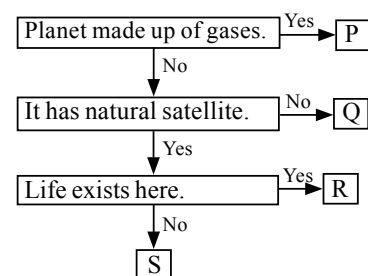 Planet made up of gases.
Yes
P
No
It has natural satellite.
No
Q
Yes
Life exists here.
Yes
R
No
S